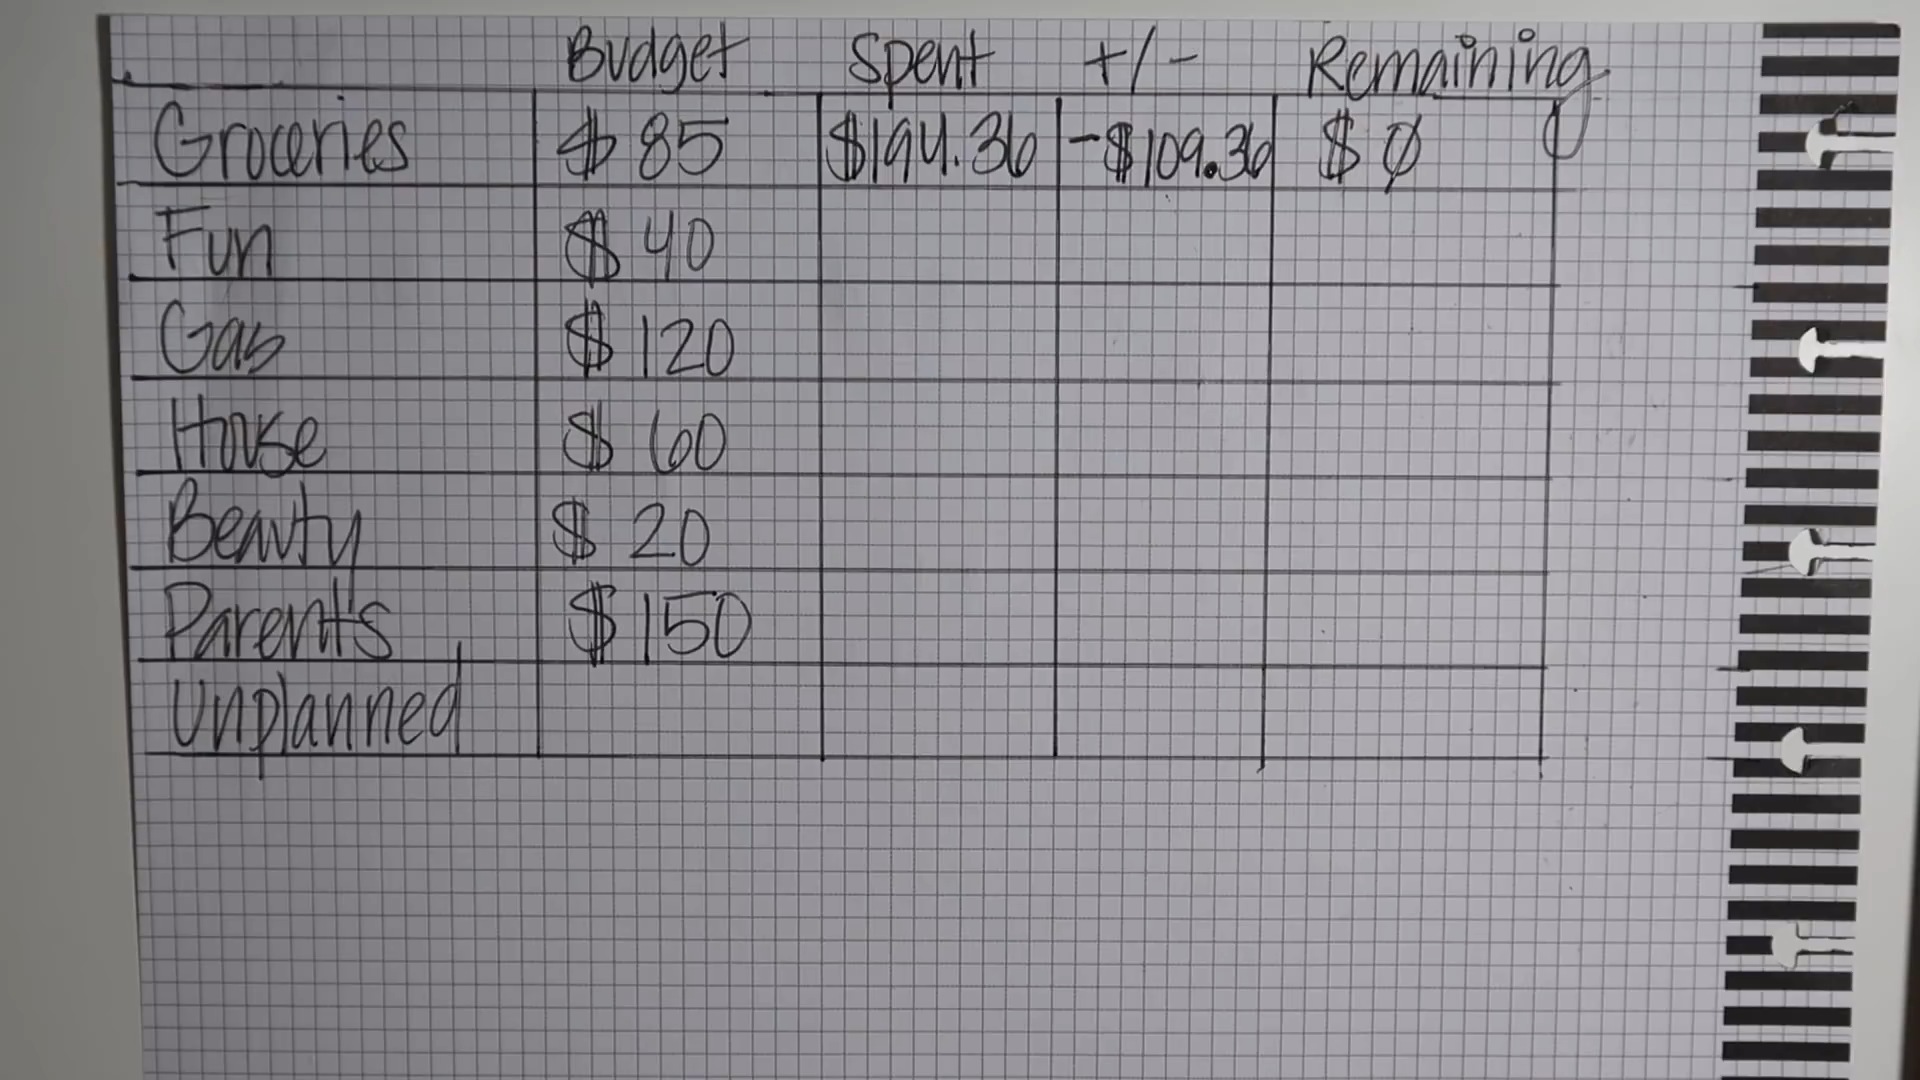 Budget Spent +/- Remaining
Groceries $ 85 $194.36 -$109.36 $ 0
Fun $ 40
Gas $ 120
House $ 60
Beauty $ 20
Parent's $ 150
Unplanned